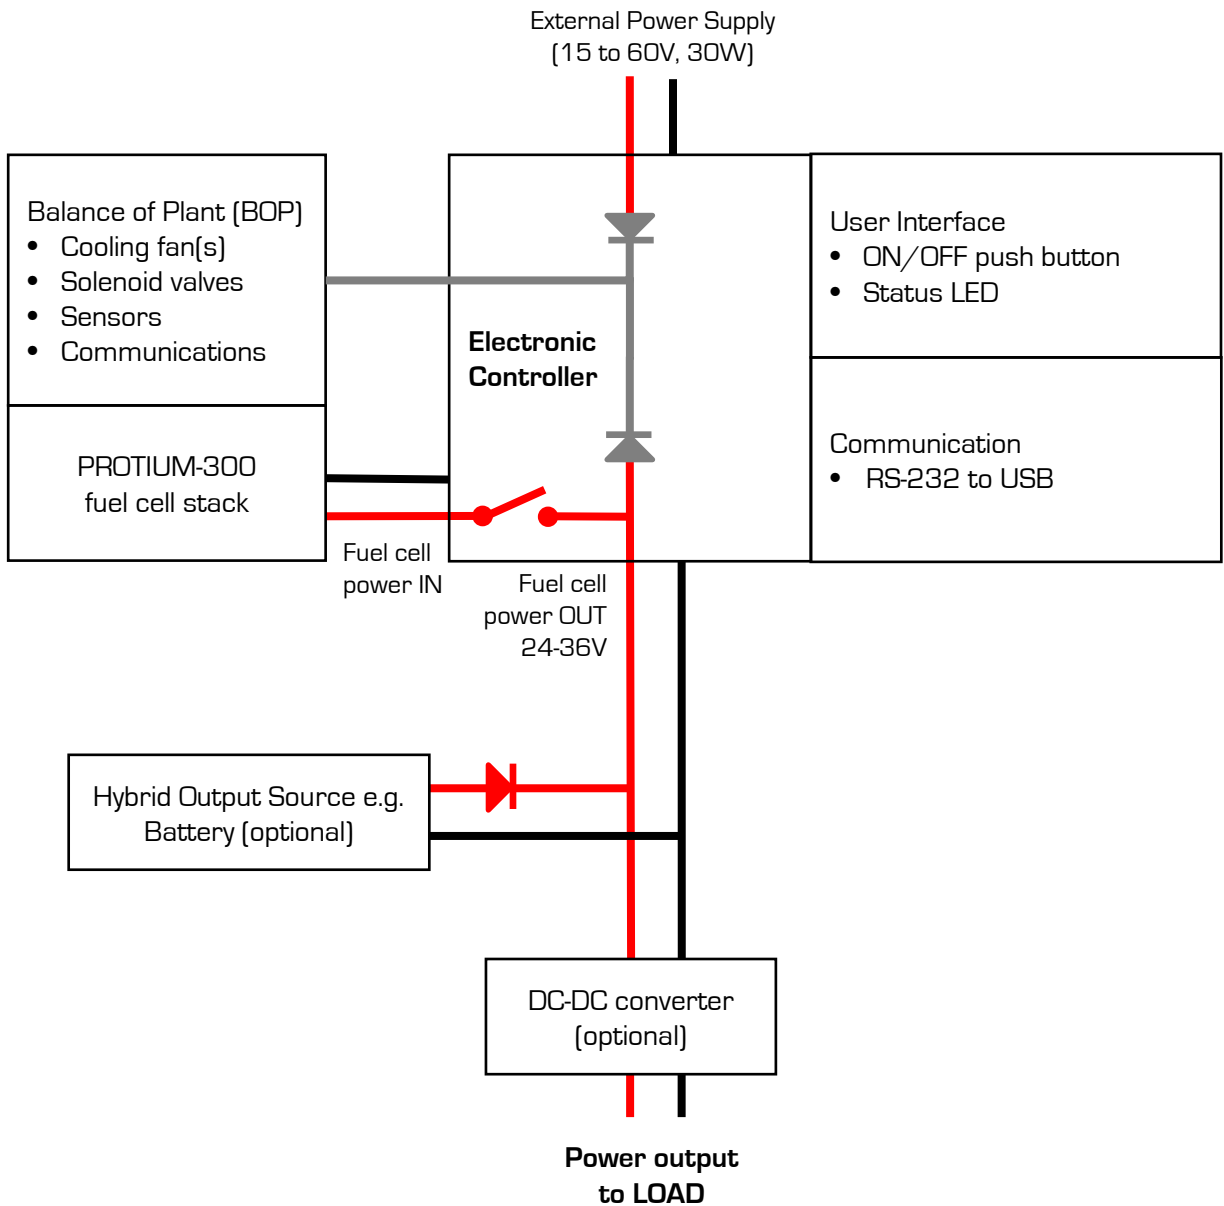 External Power Supply
(15 to 60V, 30W)
Balance of Plant (BOP)
• Cooling fan(s)
• Solenoid valves
• Sensors
• Communications
Electronic
Controller
User Interface
• ON/OFF push button
• Status LED
Communication
• RS-232 to USB
PROTIUM-300
fuel cell stack
Fuel cell
power IN
Fuel cell
power OUT
24-36V
Hybrid Output Source e.g.
Battery (optional)
DC-DC converter
(optional)
Power output
to LOAD